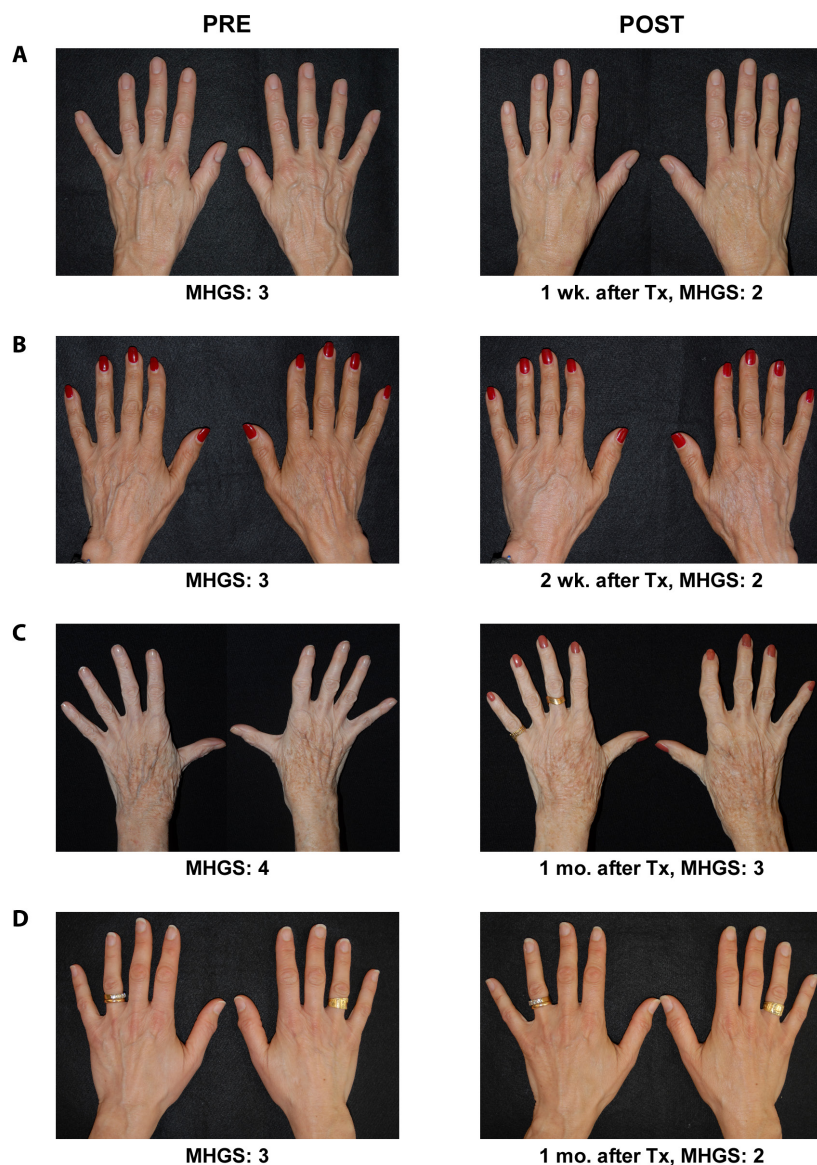 PRE
POST
A
MHGS: 3
1 wk. after Tx, MHGS: 2
B
MHGS: 3
2 wk. after Tx, MHGS: 2
C
MHGS: 4
1 mo. after Tx, MHGS: 3
D
MHGS: 3
1 mo. after Tx, MHGS: 2